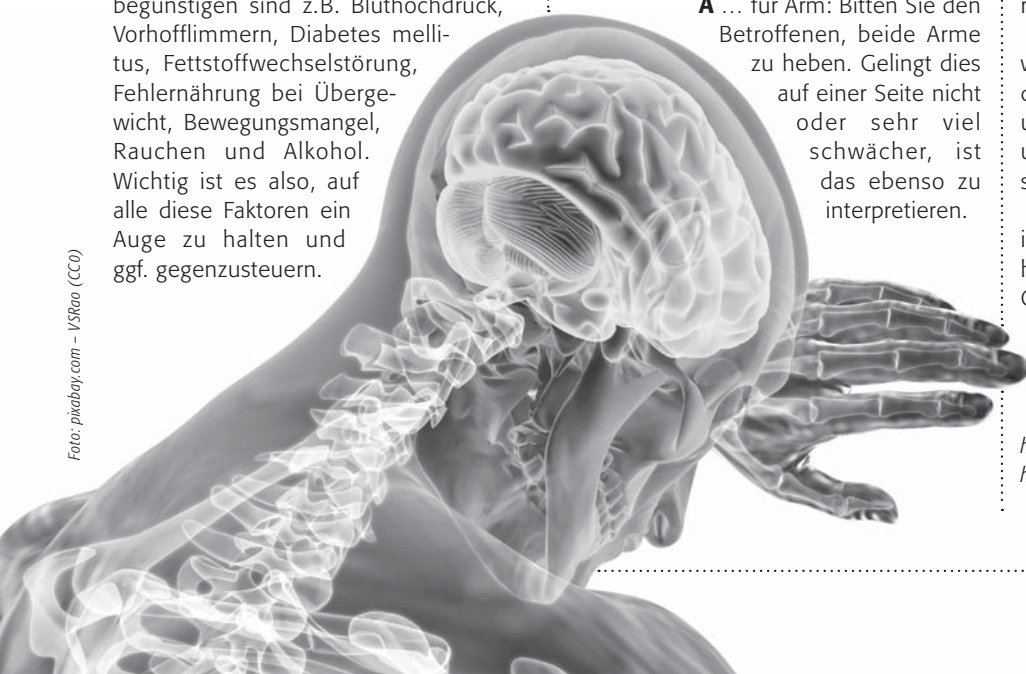 begünstigen sind z.B. Bluthochdruck,
Vorhofflimmern, Diabetes melli-
tus, Fettstoffwechselstörung,
Fehlernährung bei Überge-
wicht, Bewegungsmangel,
Rauchen und Alkohol.
Wichtig ist es also, auf
alle diese Faktoren ein
Auge zu halten und
ggf. gegenzusteuern.
Foto: pixabay.com – VSRao (CC0)
A ... für Arm: Bitten Sie den
Betroffenen, beide Arme
zu heben. Gelingt dies
auf einer Seite nicht
oder sehr viel
schwächer, ist
das ebenso zu
interpretieren.